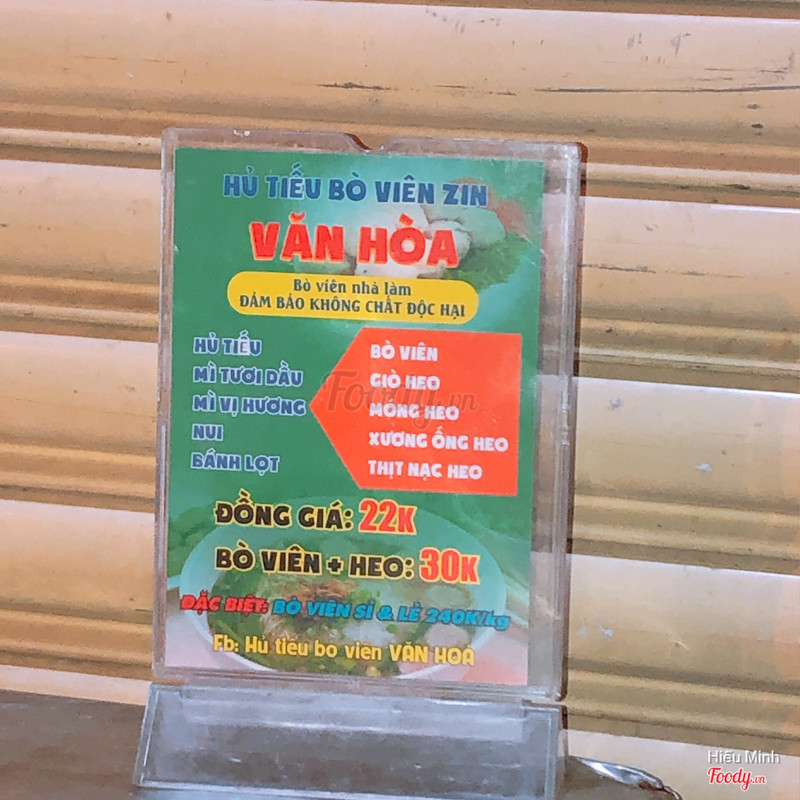 HỦ TIẾU BÒ VIÊN ZIN
VĂN HÒA
Bò viên nhà làm
ĐẢM BẢO KHÔNG CHẤT ĐỘC HẠI
HỦ TIẾU
MÌ TƯƠI DẦU
MÌ VỊ HƯƠNG
NUI
BÁNH LỌT
BÒ VIÊN
GIÒ HEO
MÓNG HEO
XƯƠNG ỐNG HEO
THỊT NẠC HEO
Foody.vn
ĐỒNG GIÁ: 22K
BÒ VIÊN + HEO: 30K
ĐẶC BIỆT: BÒ VIÊN SỈ & LẺ 240K/kg
Fb: Hủ tiếu bo viên VĂN HOÁ
Hiếu Minh
Foody.vn